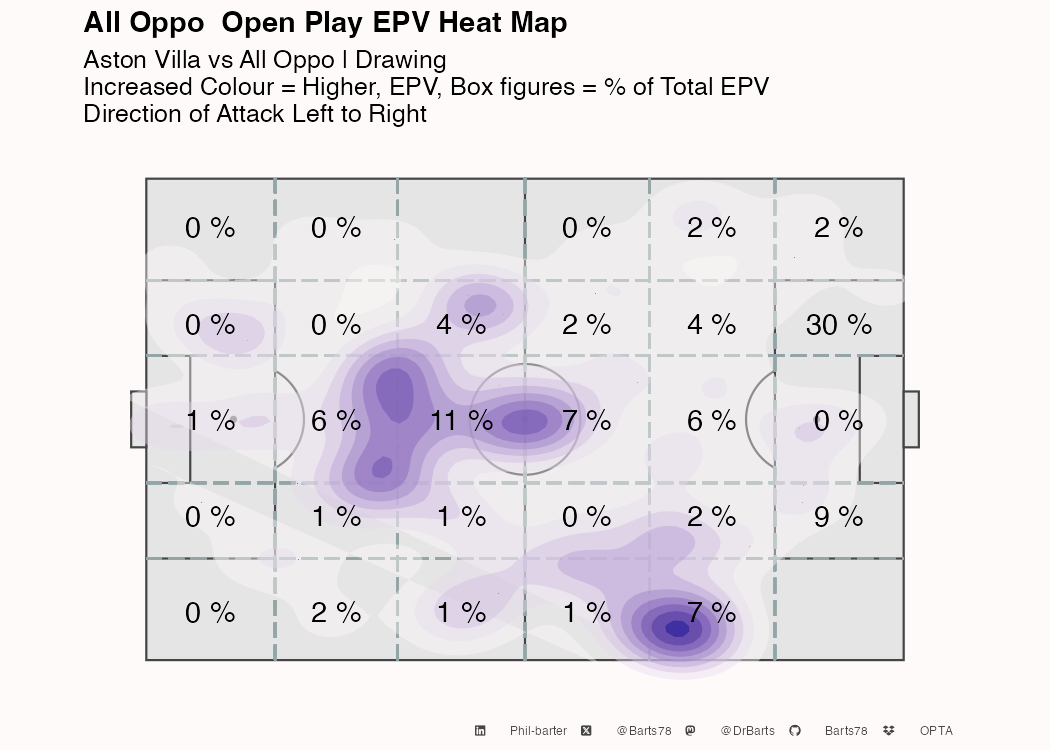 All Oppo  Open Play EPV Heat Map
Aston Villa vs All Oppo | Drawing
Increased Colour = Higher, EPV, Box figures = % of Total EPV
Direction of Attack Left to Right
0 % 0 % 0 % 2 % 2 %
0 % 0 % 4 % 2 % 4 % 30 %
1 % 6 % 11 % 7 % 6 % 0 %
0 % 1 % 1 % 0 % 2 % 9 %
0 % 2 % 1 % 1 % 7 %
Phil-barter @Barts78 @DrBarts Barts78 OPTA